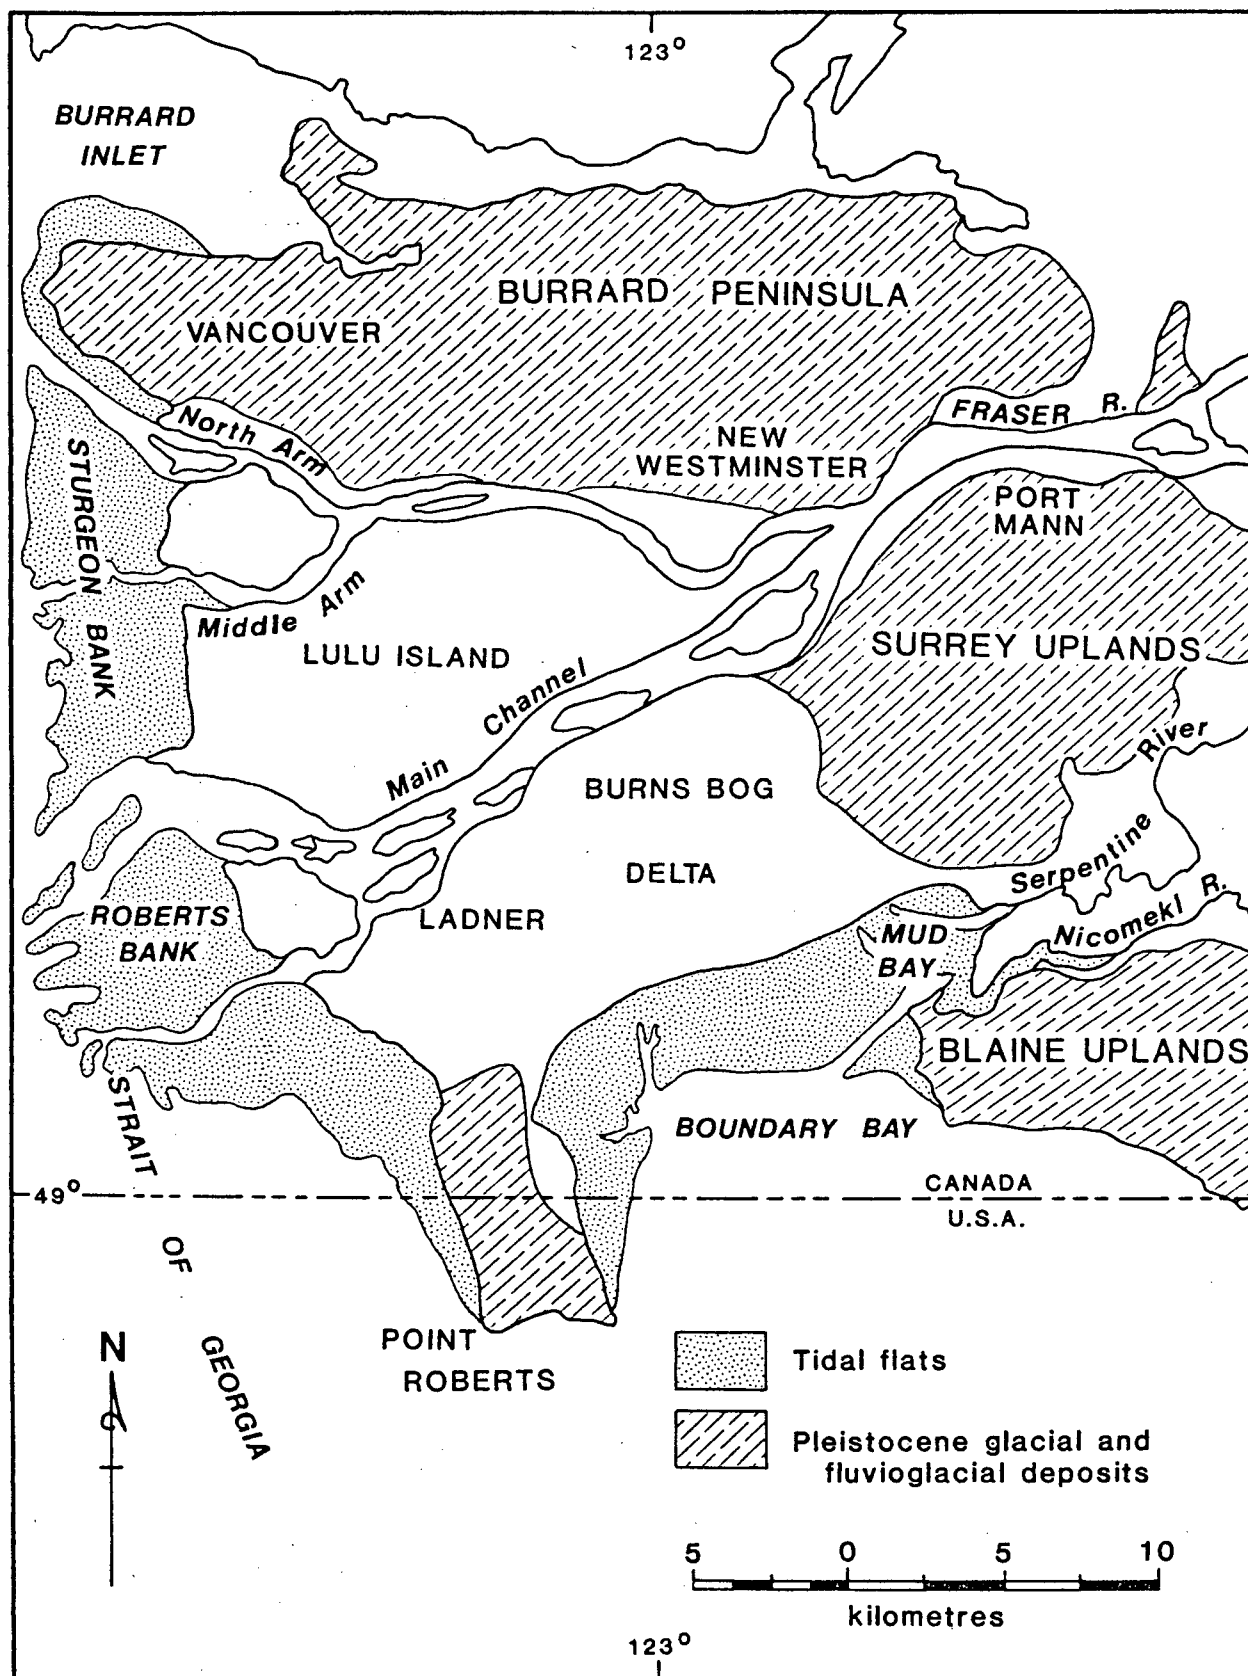 123°
BURRARD
INLET
BURRARD PENINSULA
VANCOUVER
FRASER R.
North Arm
NEW
WESTMINSTER
STURGEON BANK
PORT
MANN
Middle Arm
LULU ISLAND
SURREY UPLANDS
Main Channel
River
BURNS BOG
Serpentine
DELTA
ROBERTS
BANK
LADNER
Nicomekl R.
MUD
BAY
BLAINE UPLANDS
STRAIT
OF
GEORGIA
BOUNDARY BAY
49°
CANADA
U.S.A.
N
POINT
ROBERTS
Tidal flats
Pleistocene glacial and
fluvioglacial deposits
5 0 5 10
kilometres
123°